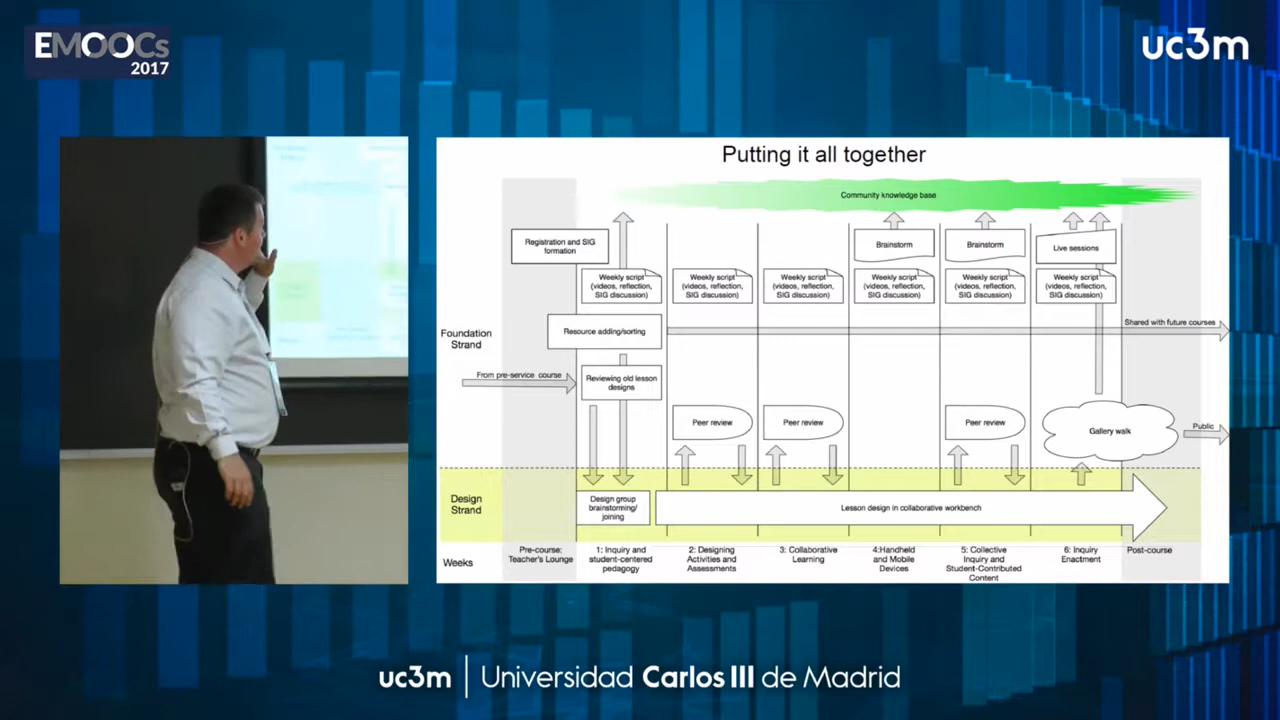 EMOOCs
2017
uc3m
Putting it all together
Community knowledge base
Registration and SIG
formation
Brainstorm
Brainstorm
Live sessions
Weekly script
(videos, reflection,
SIG discussion)
Weekly script
(videos, reflection,
SIG discussion)
Weekly script
(videos, reflection,
SIG discussion)
Weekly script
(videos, reflection,
SIG discussion)
Weekly script
(videos, reflection,
SIG discussion)
Weekly script
(videos, reflection,
SIG discussion)
Foundation
Strand
Resource adding/sorting
Shared with future courses
From pre-service course
Reviewing old lesson
designs
Peer review
Peer review
Peer review
Gallery walk
Public
Design
Strand
Design group
brainstorming/
joining
Lesson design in collaborative workbench
Weeks
Pre-course:
Teacher's Lounge
1: Inquiry and
student-centered
pedagogy
2: Designing
Activities and
Assessments
3: Collaborative
Learning
4:Handheld
and Mobile
Devices
5: Collective
Inquiry and
Student-Contributed
Content
6: Inquiry
Enactment
Post-course
uc3m | Universidad Carlos III de Madrid